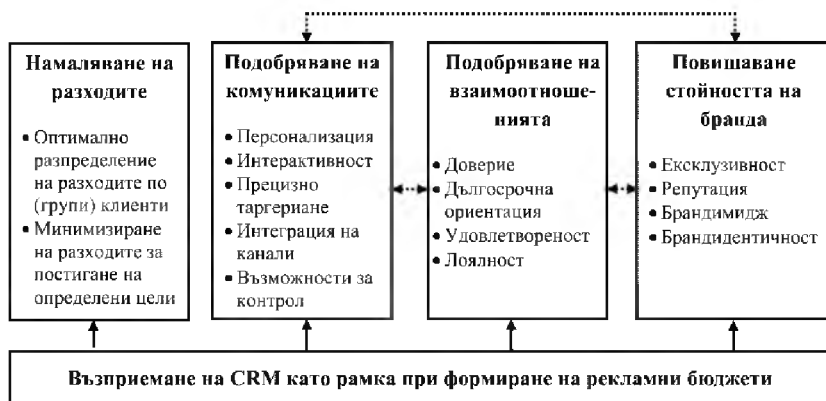 Намаляване на
разходите
• Оптимално
разпределение
на разходите по
(групи) клиенти
• Минимизиране
на разходите за
постигане на
определени цели
Подобряване на
комуникациите
• Персонализация
• Интерактивност
• Прецизно
таргериане
• Интеграция на
канали
• Възможности за
контрол
Подобряване на
взаимоотноше-
нията
• Доверие
• Дългосрочна
ориентация
• Удовлетвореност
• Лоялност
Повишаване
стойността на
бранда
• Ексклузивност
• Репутация
• Брандимидж
• Брандидентичност
Възприемане на CRM като рамка при формиране на рекламни бюджети